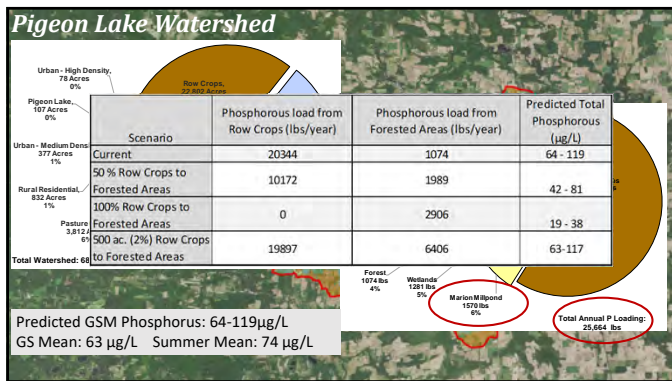 Pigeon Lake Watershed
Urban - High Density,
78 Acres
0%
Pigeon Lake,
107 Acres
0%
Urban - Medium Dens
377 Acres
1%
Rural Residential,
832 Acres
1%
Pasture
3,812
6%
Total Watershed: 68
Row Crops,
22,802 Acres
Scenario
Phosphorous load from
Row Crops (lbs/year)
Phosphorous load from
Forested Areas (lbs/year)
Predicted Total
Phosphorous
(µg/L)
Current 20344 1074 64 - 119
50 % Row Crops to
Forested Areas
10172 1989 42 - 81
100% Row Crops to
Forested Areas
0 2906 19 - 38
500 ac. (2%) Row Crops
to Forested Areas
19897 6406 63-117
Forest
1074 lbs
4%
Wetlands
1281 lbs
5%
Marion Millpond
1570 lbs
6%
Total Annual P Loading:
25,664 lbs
Predicted GSM Phosphorus: 64-119µg/L
GS Mean: 63 µg/L Summer Mean: 74 µg/L